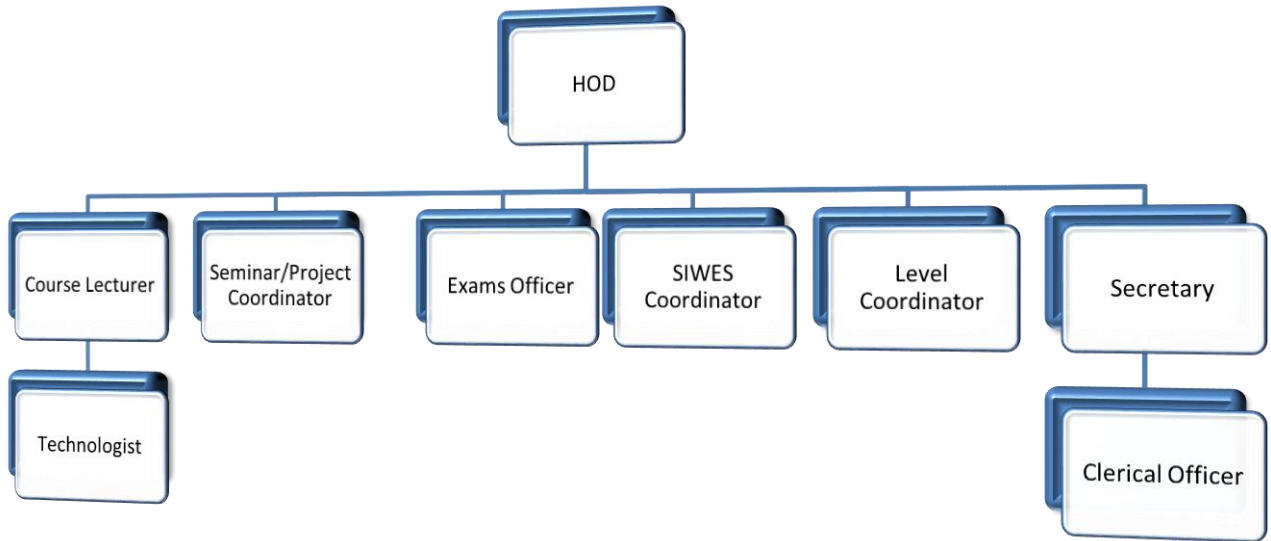 HOD
Course Lecturer
Seminar/Project
Coordinator
Exams Officer
SIWES
Coordinator
Level
Coordinator
Secretary
Technologist
Clerical Officer